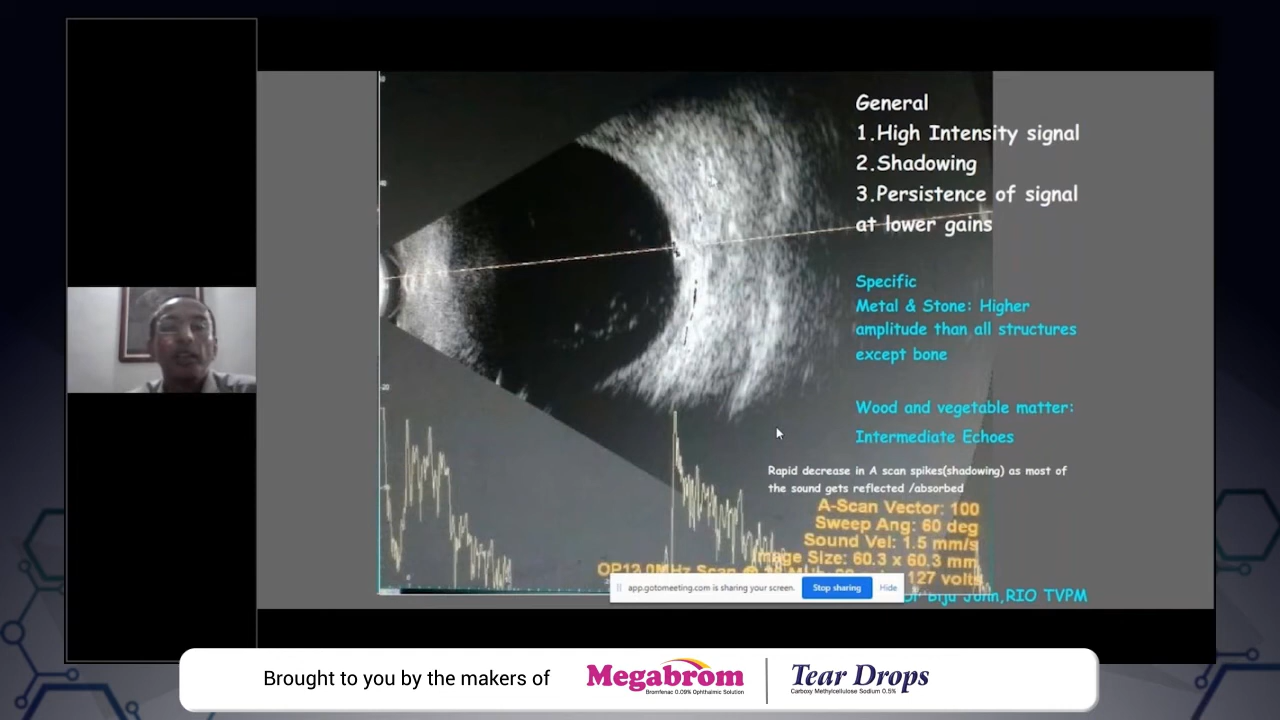 General
1.High Intensity signal
2.Shadowing
3.Persistence of signal
at lower gains
Specific
Metal & Stone: Higher
amplitude than all structures
except bone
Wood and vegetable matter:
Intermediate Echoes
Rapid decrease in A scan spikes(shadowing) as most of
the sound gets reflected /absorbed
A-Scan Vector: 100
Sweep Ang: 60 deg
Sound Vel: 1.5 mm/s
Image Size: 60.3 x 60.3 mm
127 volts
app.gotomeeting.com is sharing your screen.
Stop sharing
Hide
Dr Biju John,RIO TVPM
Brought to you by the makers of
Megabrom
Bromfenac 0.09% Ophthalmic Solution
Tear Drops
Carboxy Methylcellulose Sodium 0.5%